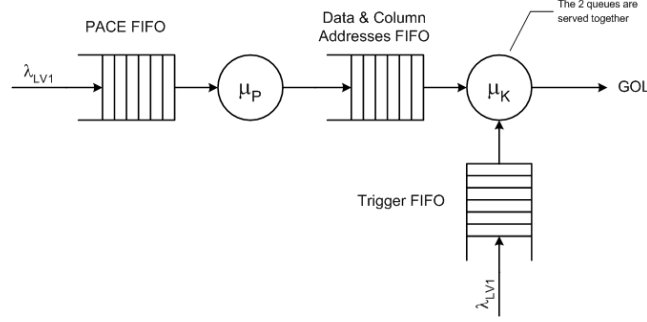 The 2 queues are
served together
PACE FIFO
Data & Column
Addresses FIFO
λLV1
μP
μK
GOL
Trigger FIFO
λLV1